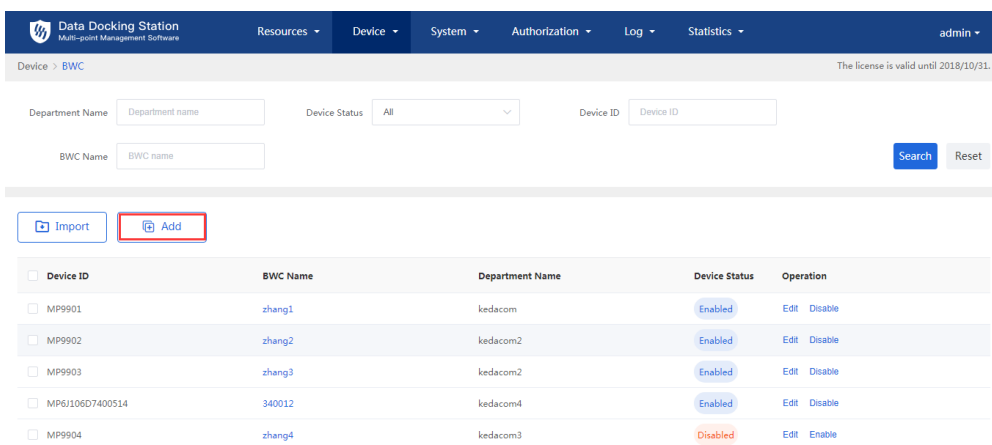 Data Docking Station
Multi-point Management Software
Resources Device System Authorization Log Statistics admin
Device > BWC The license is valid until 2018/10/31.
Department Name Department name Device Status All Device ID Device ID
BWC Name BWC name Search Reset
Import Add
Device ID BWC Name Department Name Device Status Operation
MP9901 zhang1 kedacom Enabled Edit Disable
MP9902 zhang2 kedacom2 Enabled Edit Disable
MP9903 zhang3 kedacom2 Enabled Edit Disable
MP6J106D7400514 340012 kedacom4 Enabled Edit Disable
MP9904 zhang4 kedacom3 Disabled Edit Enable